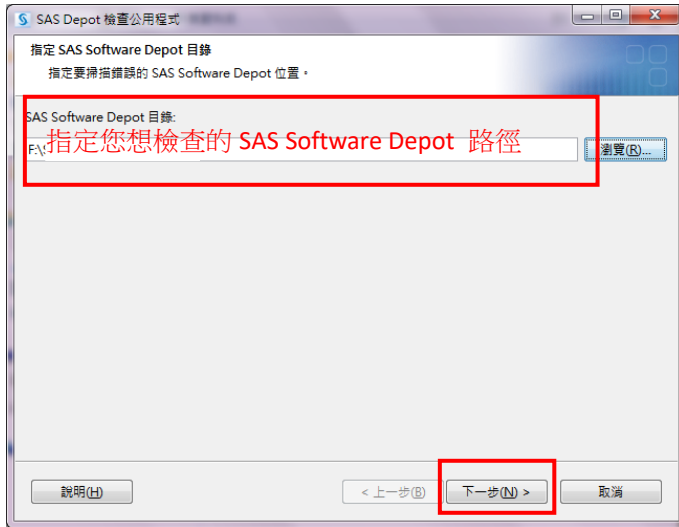 SAS Depot 檢查公用程式
指定 SAS Software Depot 目錄
指定要掃描錯誤的 SAS Software Depot 位置。
SAS Software Depot 目錄:
F:\
指定您想檢查的 SAS Software Depot 路徑
瀏覽(R)...
說明(H)
< 上一步(B)
下一步(N) >
取消